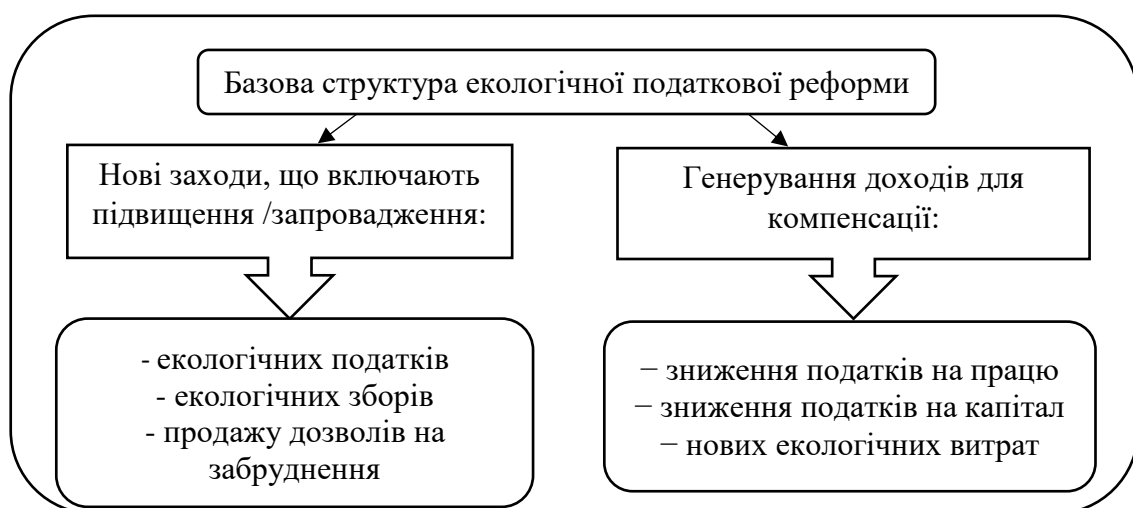 Базова структура екологічної податкової реформи
Нові заходи, що включають
підвищення /запровадження:
Генерування доходів для
компенсації:
- екологічних податків
- екологічних зборів
- продажу дозволів на
забруднення
− зниження податків на працю
− зниження податків на капітал
− нових екологічних витрат